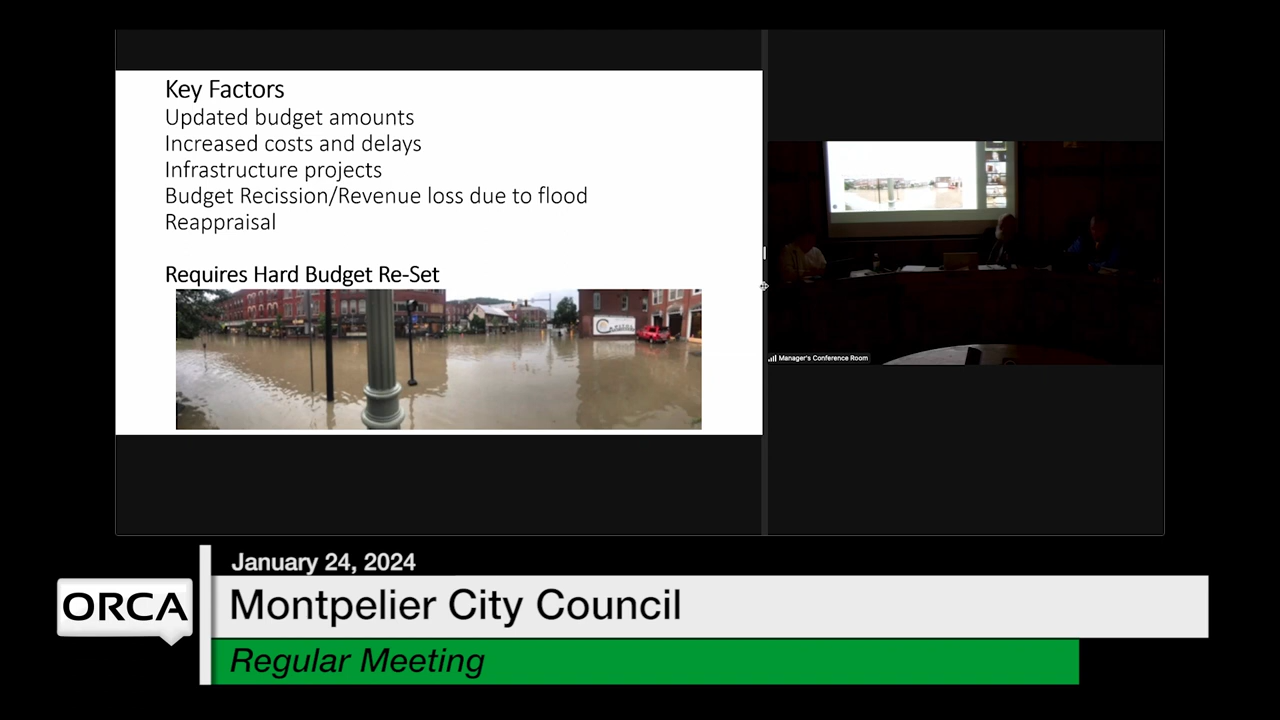 Key Factors
Updated budget amounts
Increased costs and delays
Infrastructure projects
Budget Recission/Revenue loss due to flood
Reappraisal
Requires Hard Budget Re-Set
CAPITOL
Manager's Conference Room
January 24, 2024
ORCA
Montpelier City Council
Regular Meeting